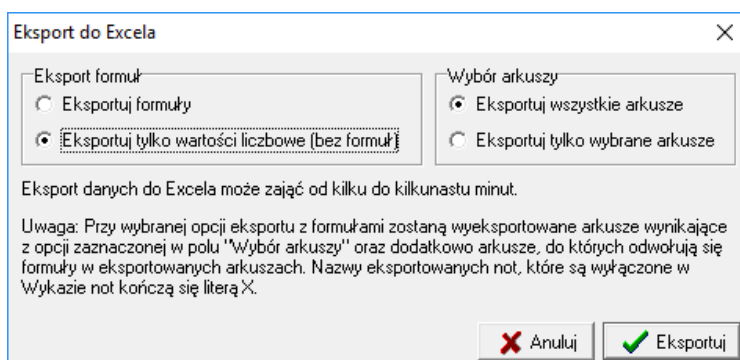 Eksport do Excela
Eksport formuł
Eksportuj formuły
Eksportuj tylko wartości liczbowe (bez formuł)
Wybór arkuszy
Eksportuj wszystkie arkusze
Eksportuj tylko wybrane arkusze
Eksport danych do Excela może zająć od kilku do kilkunastu minut.
Uwaga: Przy wybranej opcji eksportu z formułami zostaną wyeksportowane arkusze wynikające
z opcji zaznaczonej w polu "Wybór arkuszy" oraz dodatkowo arkusze, do których odwołują się
formuły w eksportowanych arkuszach. Nazwy eksportowanych not, które są wyłączone w
Wykazie not kończą się literą X.
Anuluj
Eksportuj